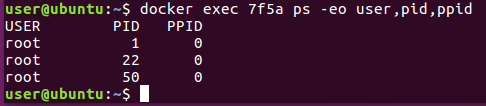 user@ubuntu:~$ docker exec 7f5a ps -eo user,pid,ppid
USER PID PPID
root 1 0
root 22 0
root 50 0
user@ubuntu:~$